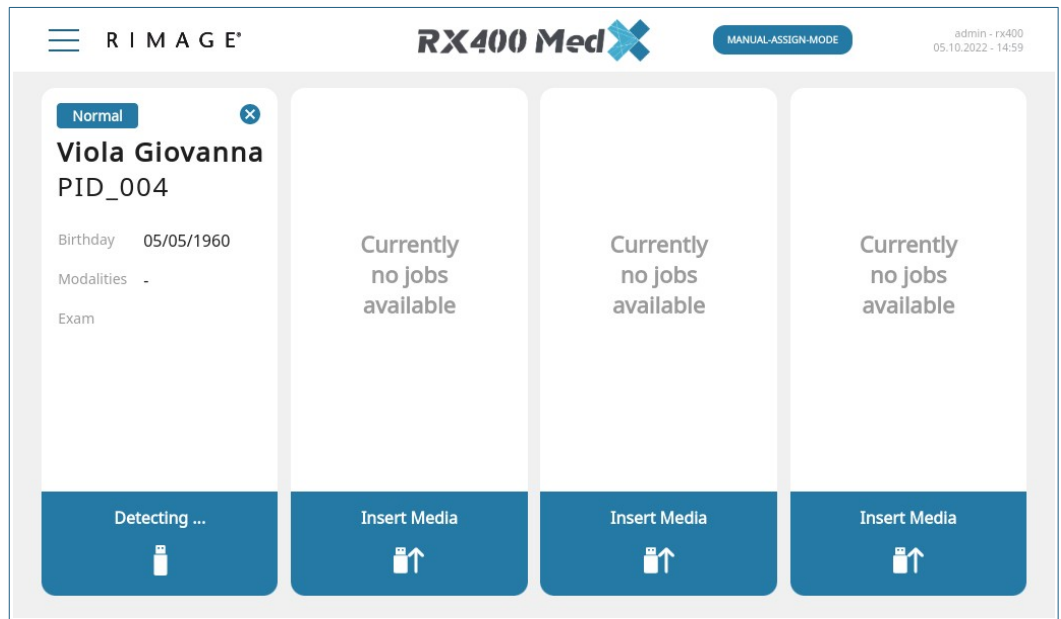 RIMAGE®
RX400 MedX
MANUAL-ASSIGN-MODE
admin - rx400
05.10.2022 - 14:59
Normal
Viola Giovanna
PID_004
Birthday 05/05/1960
Modalities -
Exam
Detecting ...
Currently
no jobs
available
Insert Media
Currently
no jobs
available
Insert Media
Currently
no jobs
available
Insert Media